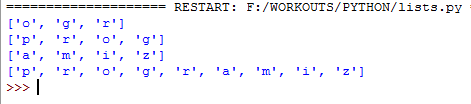 ==================== RESTART: F:/WORKOUTS/PYTHON/lists.py =
['o', 'g', 'r']
['p', 'r', 'o', 'g']
['a', 'm', 'i', 'z']
['p', 'r', 'o', 'g', 'r', 'a', 'm', 'i', 'z']
>>>